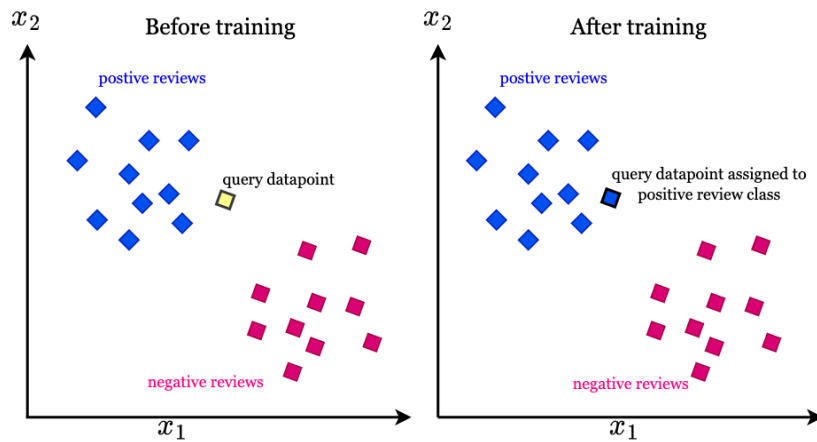 x₂
Before training
postive reviews
query datapoint
negative reviews
x₁
x₂
After training
postive reviews
query datapoint assigned to
positive review class
negative reviews
x₁